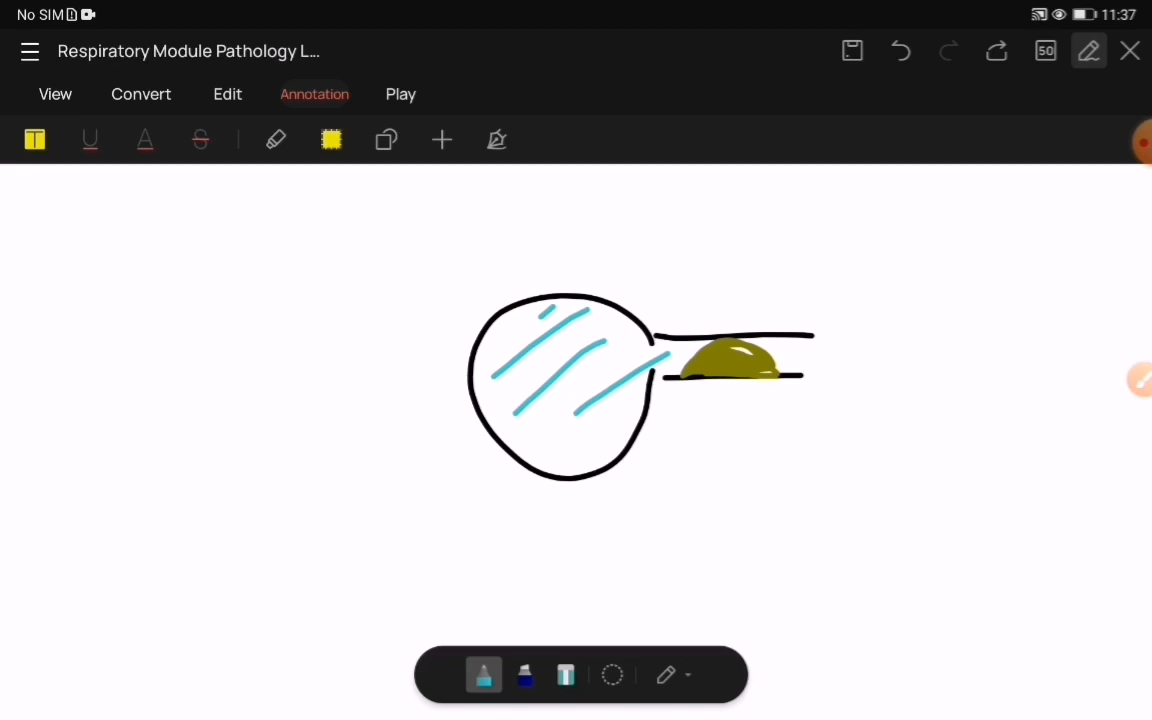 No SIM 11:37
Respiratory Module Pathology L... 50
View Convert Edit Annotation Play
T U A S